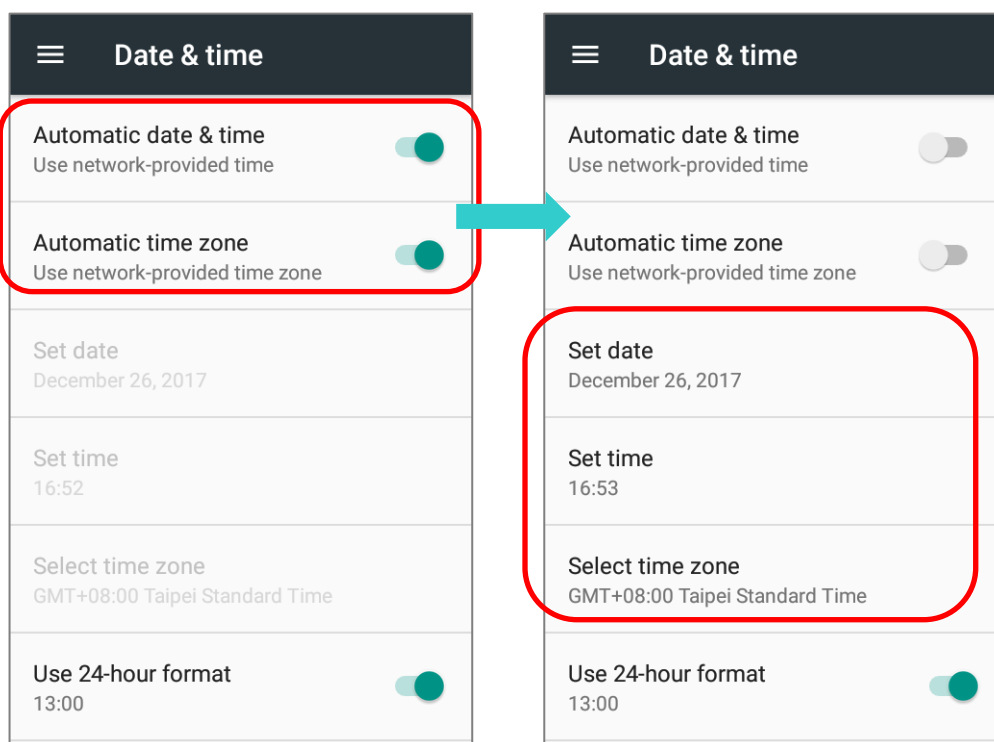 Date & time
Automatic date & time
Use network-provided time
Automatic time zone
Use network-provided time zone
Set date
December 26, 2017
Set time
16:52
Select time zone
GMT+08:00 Taipei Standard Time
Use 24-hour format
13:00
Date & time
Automatic date & time
Use network-provided time
Automatic time zone
Use network-provided time zone
Set date
December 26, 2017
Set time
16:53
Select time zone
GMT+08:00 Taipei Standard Time
Use 24-hour format
13:00